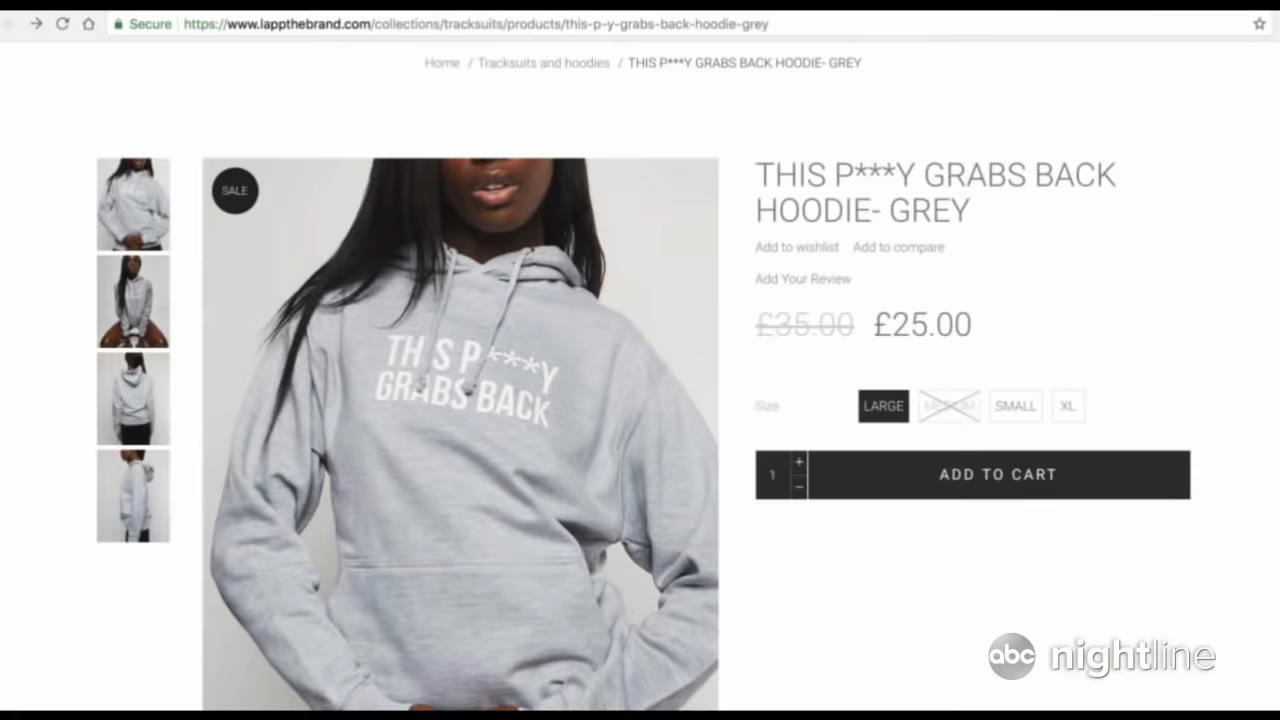 Secure
https://www.lappthebrand.com/collections/tracksuits/products/this-p-y-grabs-back-hoodie-grey
Home / Tracksuits and hoodies / THIS P***Y GRABS BACK HOODIE- GREY
SALE
THIS P***Y
GRABS BACK
THIS P***Y GRABS BACK
HOODIE- GREY
Add to wishlist Add to compare
Add Your Review
£35.00 £25.00
Size LARGE MEDIUM SMALL XL
1 + − ADD TO CART
abc nightline